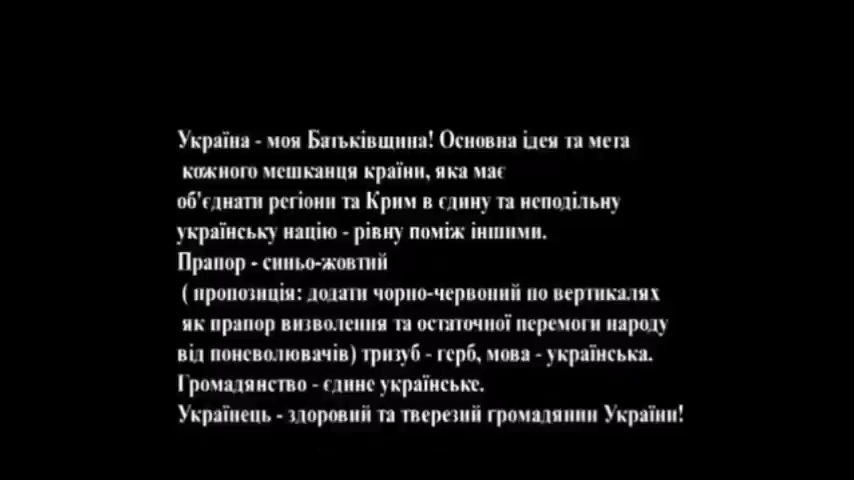 Україна - моя Батьківщина! Основна ідея та мета
кожного мешканця країни, яка має
об'єднати регіони та Крим в єдину та неподільну
українську націю - рівну поміж іншими.
Прапор - синьо-жовтий
( пропозиція: додати чорно-червоний по вертикалях
як прапор визволення та остаточної перемоги народу
від поневолювачів) тризуб - герб, мова - українська.
Громадянство - єдине українське.
Українець - здоровий та тверезий громадянин України!